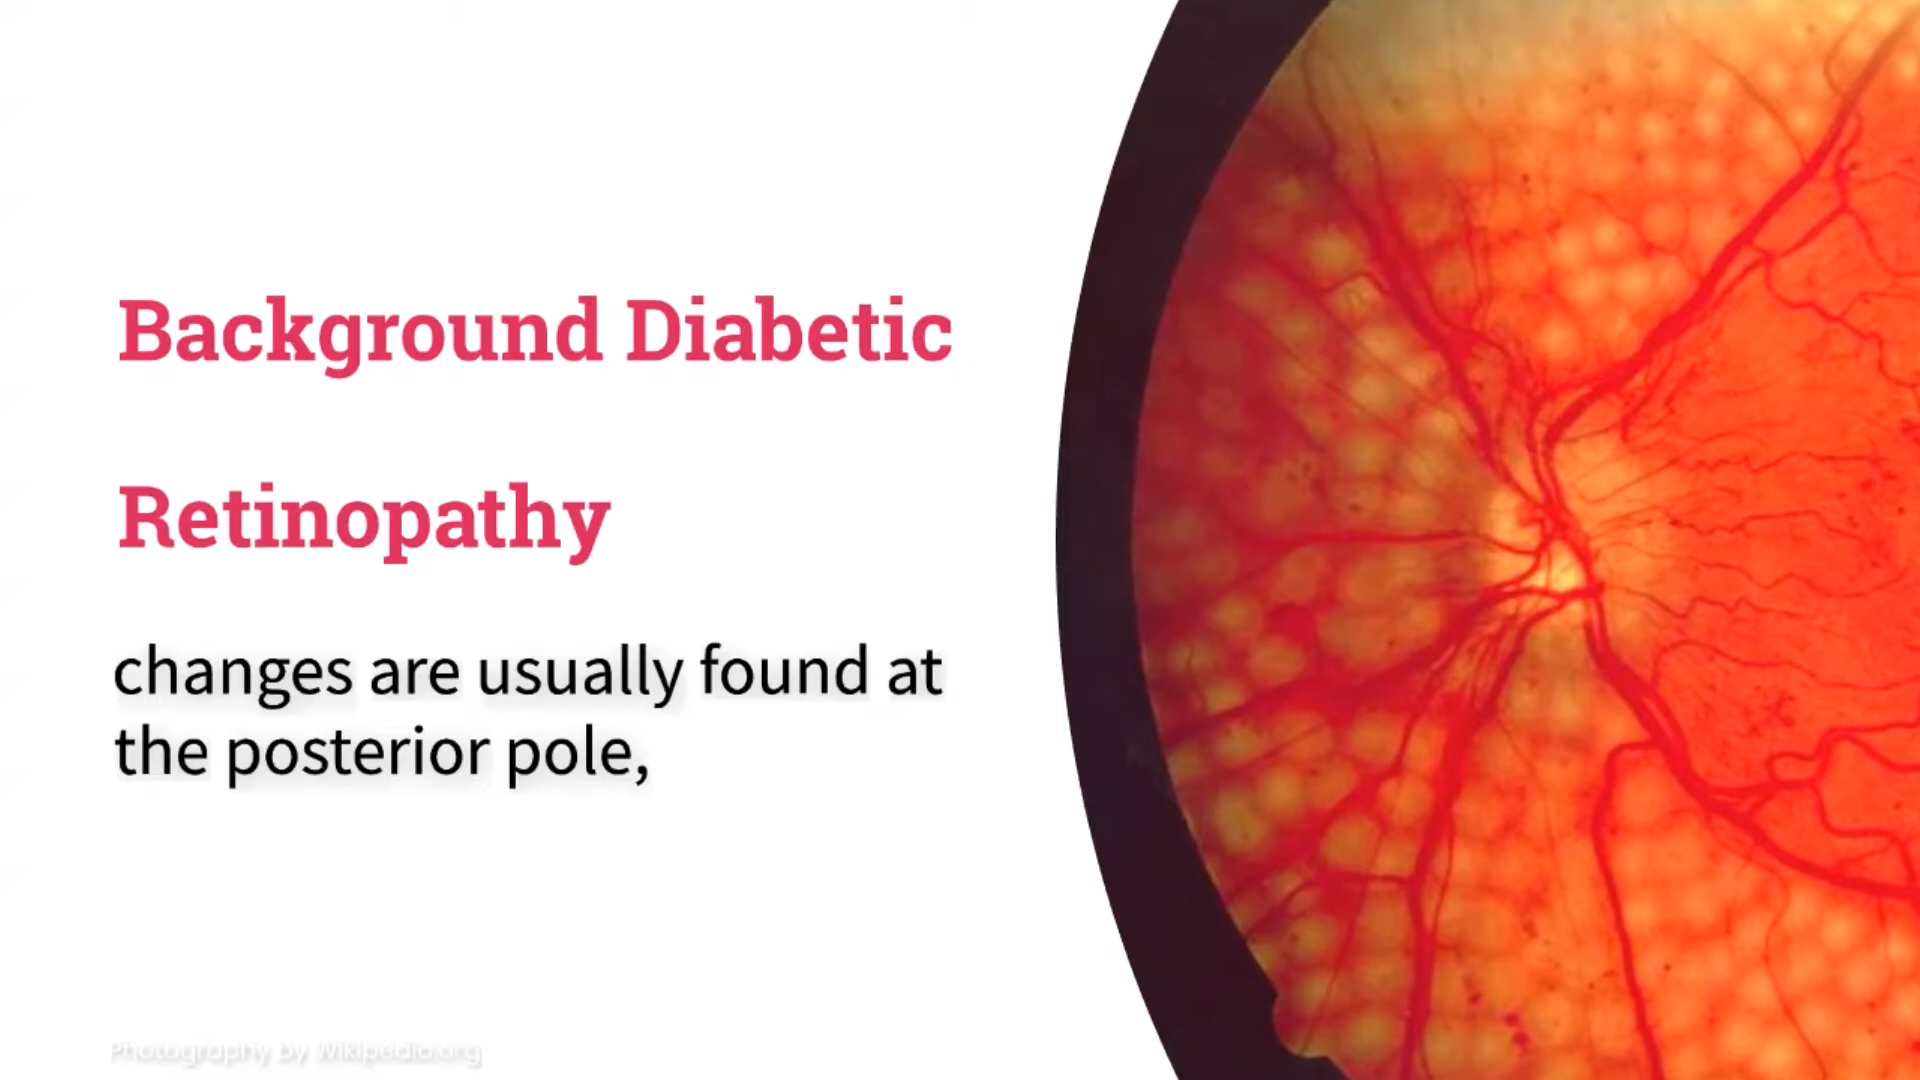 Background Diabetic
Retinopathy
changes are usually found at
the posterior pole,
Photography by Wikipedia.org